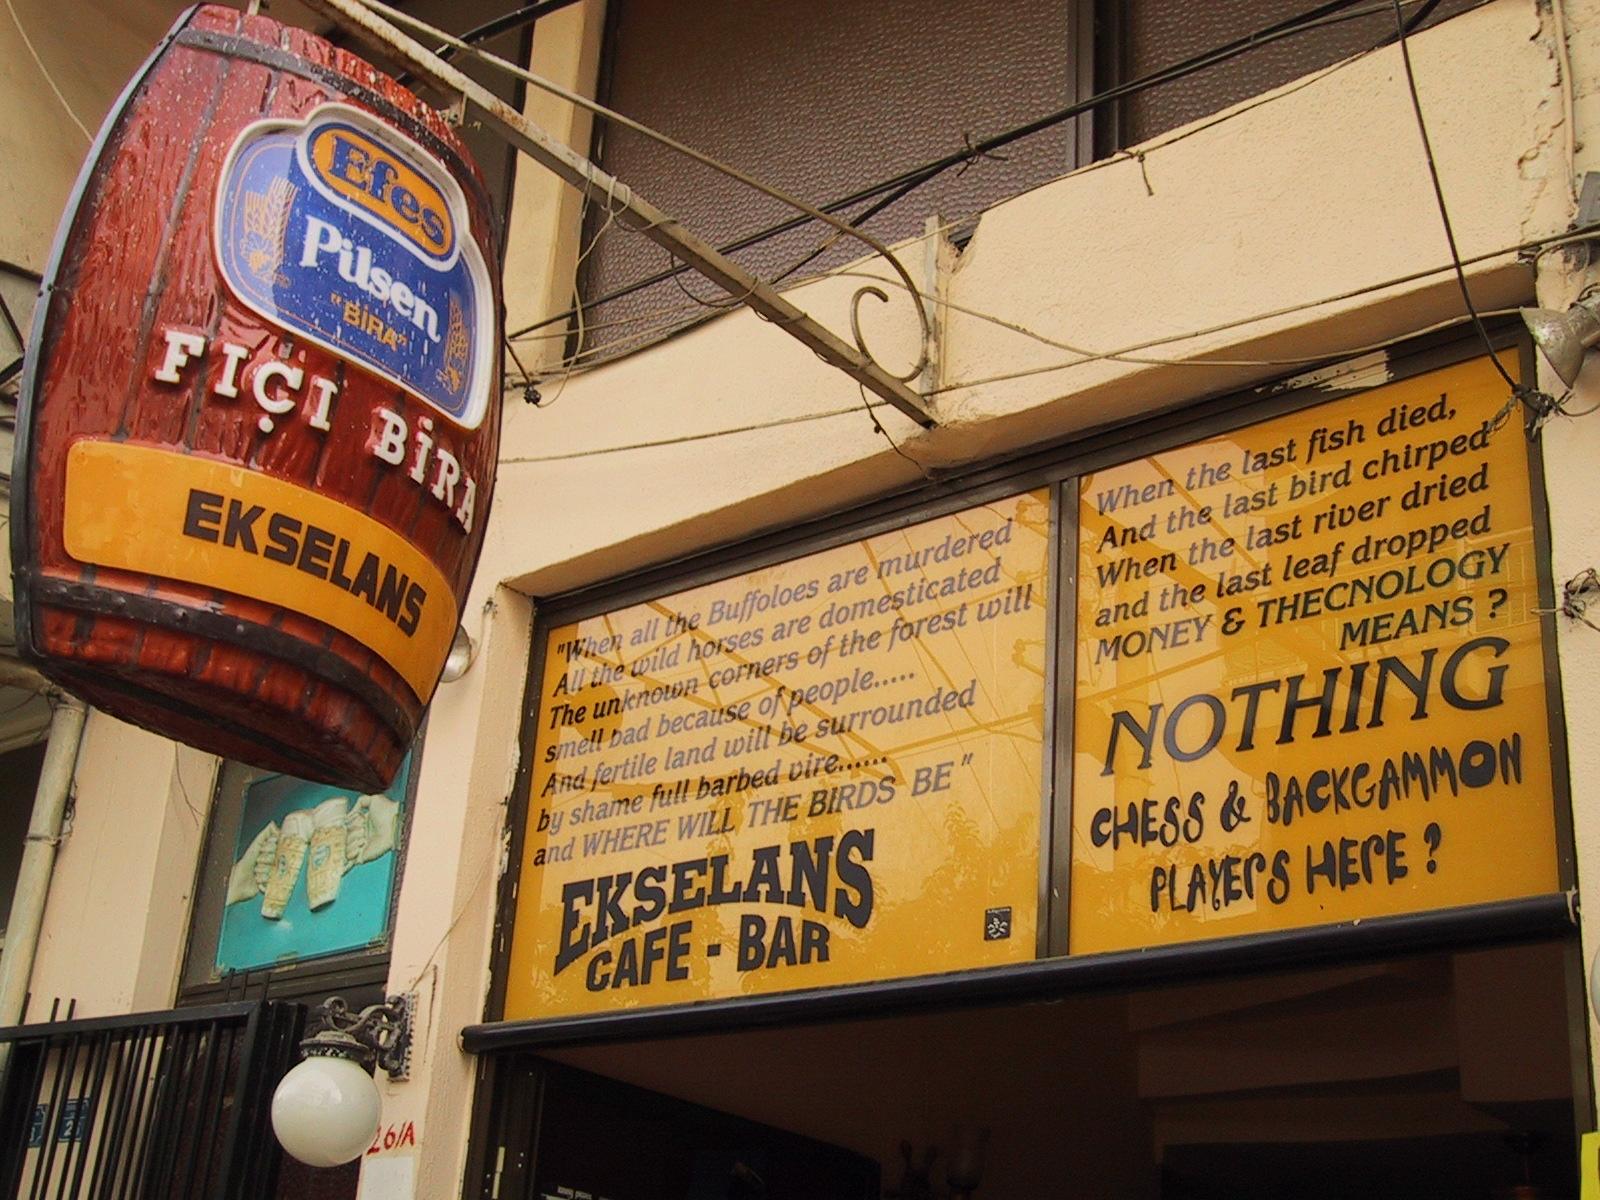 Efes
Pilsen
"BİRA"
FIÇI BİRA
EKSELANS
"When all the Buffoloes are murdered
All the wild horses are domesticated
The unknown corners of the forest will
smell bad because of people.....
And fertile land will be surrounded
by shame full barbed vire......
and WHERE WILL THE BIRDS BE"
EKSELANS
CAFE - BAR
When the last fish died,
And the last bird chirped
When the last river dried
and the last leaf dropped
MONEY & THECNOLOGY
MEANS ?
NOTHING
CHESS & BACKGAMMON
PLAYERS HERE ?
26/A